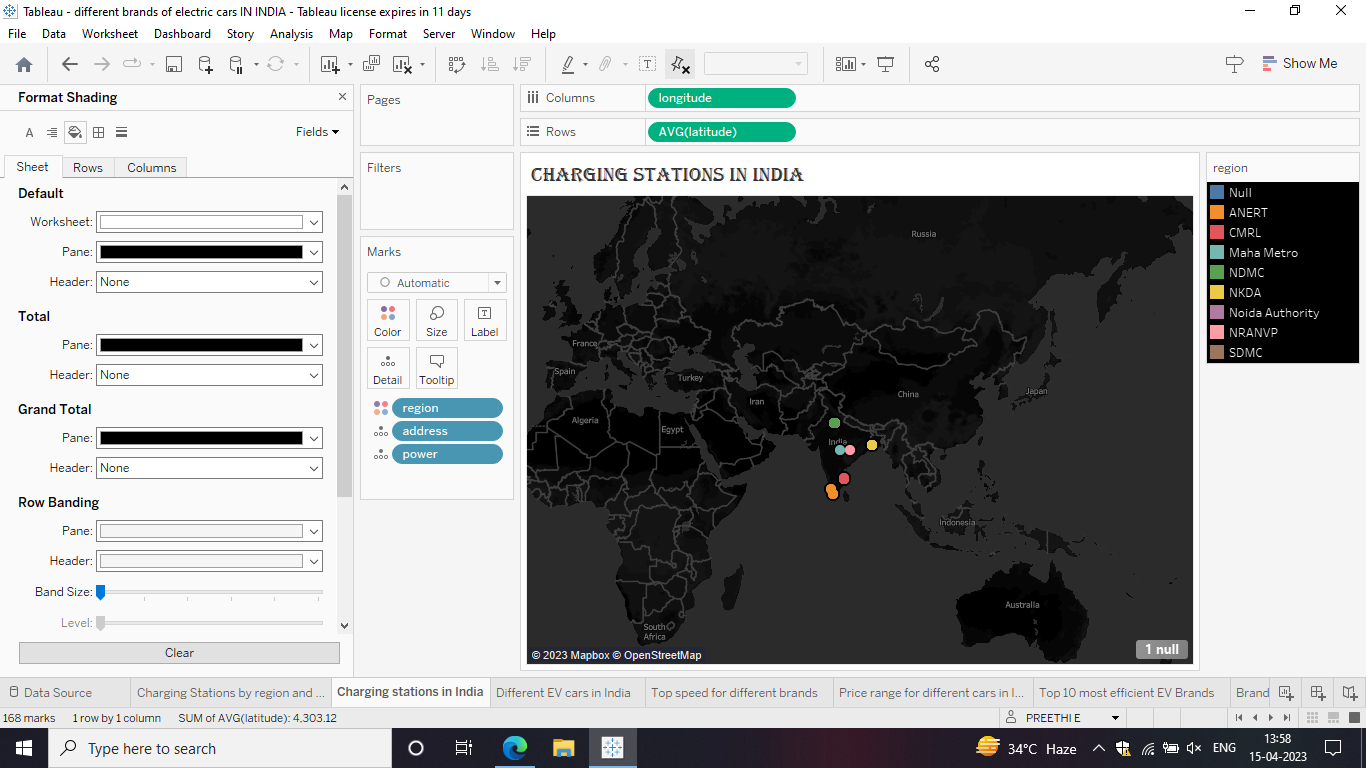 Tableau - different brands of electric cars IN INDIA - Tableau license expires in 11 days
File Data Worksheet Dashboard Story Analysis Map Format Server Window Help
Show Me
Format Shading
A
Fields
Sheet Rows Columns
Default
Worksheet:
Pane:
Header: None
Total
Pane:
Header: None
Grand Total
Pane:
Header: None
Row Banding
Pane:
Header:
Band Size:
Level:
Clear
Pages
Filters
Marks
Automatic
Color Size Label
T
Detail Tooltip
region
address
power
Columns longitude
Rows AVG(latitude)
CHARGING STATIONS IN INDIA
Russia
France
Spain
Turkey
Japan
China
Iran
Algeria
Egypt
India
Indonesia
Australia
South
Africa
© 2023 Mapbox © OpenStreetMap
1 null
region
Null
ANERT
CMRL
Maha Metro
NDMC
NKDA
Noida Authority
NRANVP
SDMC
Data Source Charging Stations by region and ... Charging stations in India Different EV cars in India Top speed for different brands Price range for different cars in I... Top 10 most efficient EV Brands Brand
168 marks 1 row by 1 column SUM of AVG(latitude): 4,303.12 PREETHI E
Type here to search
34°C Haze
ENG
13:58
15-04-2023